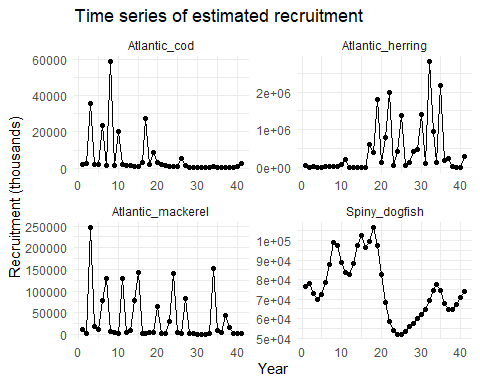 Time series of estimated recruitment
Atlantic_cod
Atlantic_herring
60000
40000
20000
0
2e+06
1e+06
0e+00
0 10 20 30 40
0 10 20 30 40
Atlantic_mackerel
Spiny_dogfish
250000
200000
150000
100000
50000
0
1e+05
9e+04
8e+04
7e+04
6e+04
5e+04
0 10 20 30 40
0 10 20 30 40
Recruitment (thousands)
Year